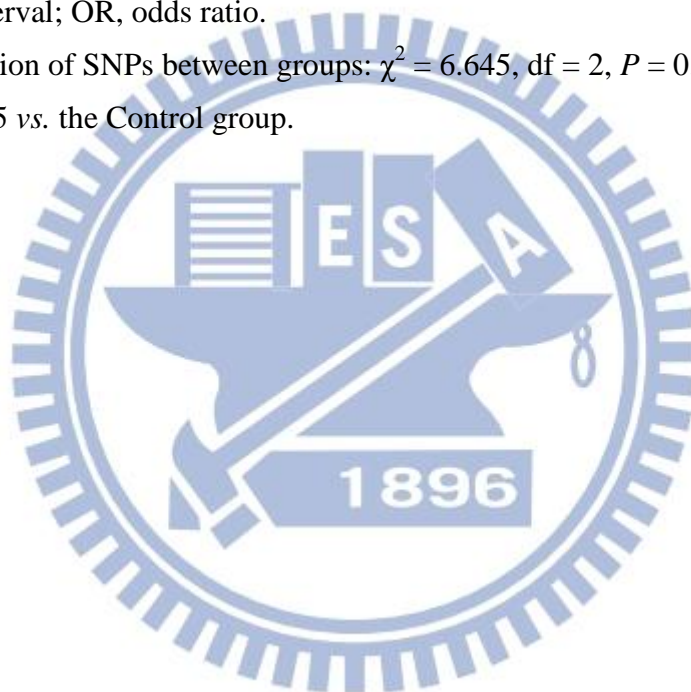 erval; OR, odds ratio.
ion of SNPs between groups: χ² = 6.645, df = 2, P = 0
5 vs. the Control group.
E S A
1896